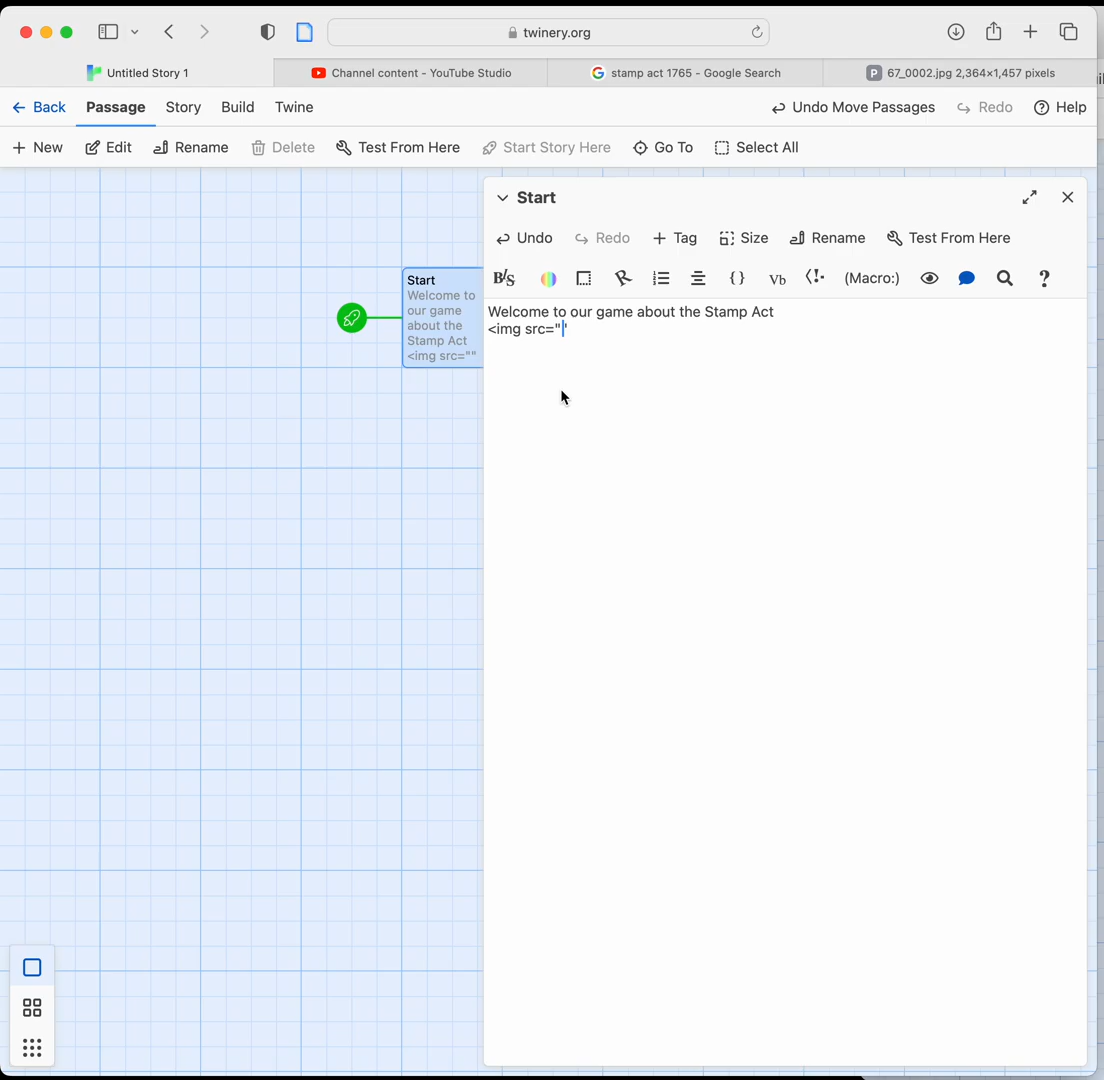 twinery.org
Untitled Story 1
Channel content - YouTube Studio
stamp act 1765 - Google Search
67_0002.jpg 2,364×1,457 pixels
Back
Passage
Story
Build
Twine
Undo Move Passages
Redo
Help
New
Edit
Rename
Delete
Test From Here
Start Story Here
Go To
Select All
Start
Undo
Redo
Tag
Size
Rename
Test From Here
(Macro:)
Welcome to our game about the Stamp Act
<img src=""
Start
Welcome to
our game
about the
Stamp Act
<img src=""